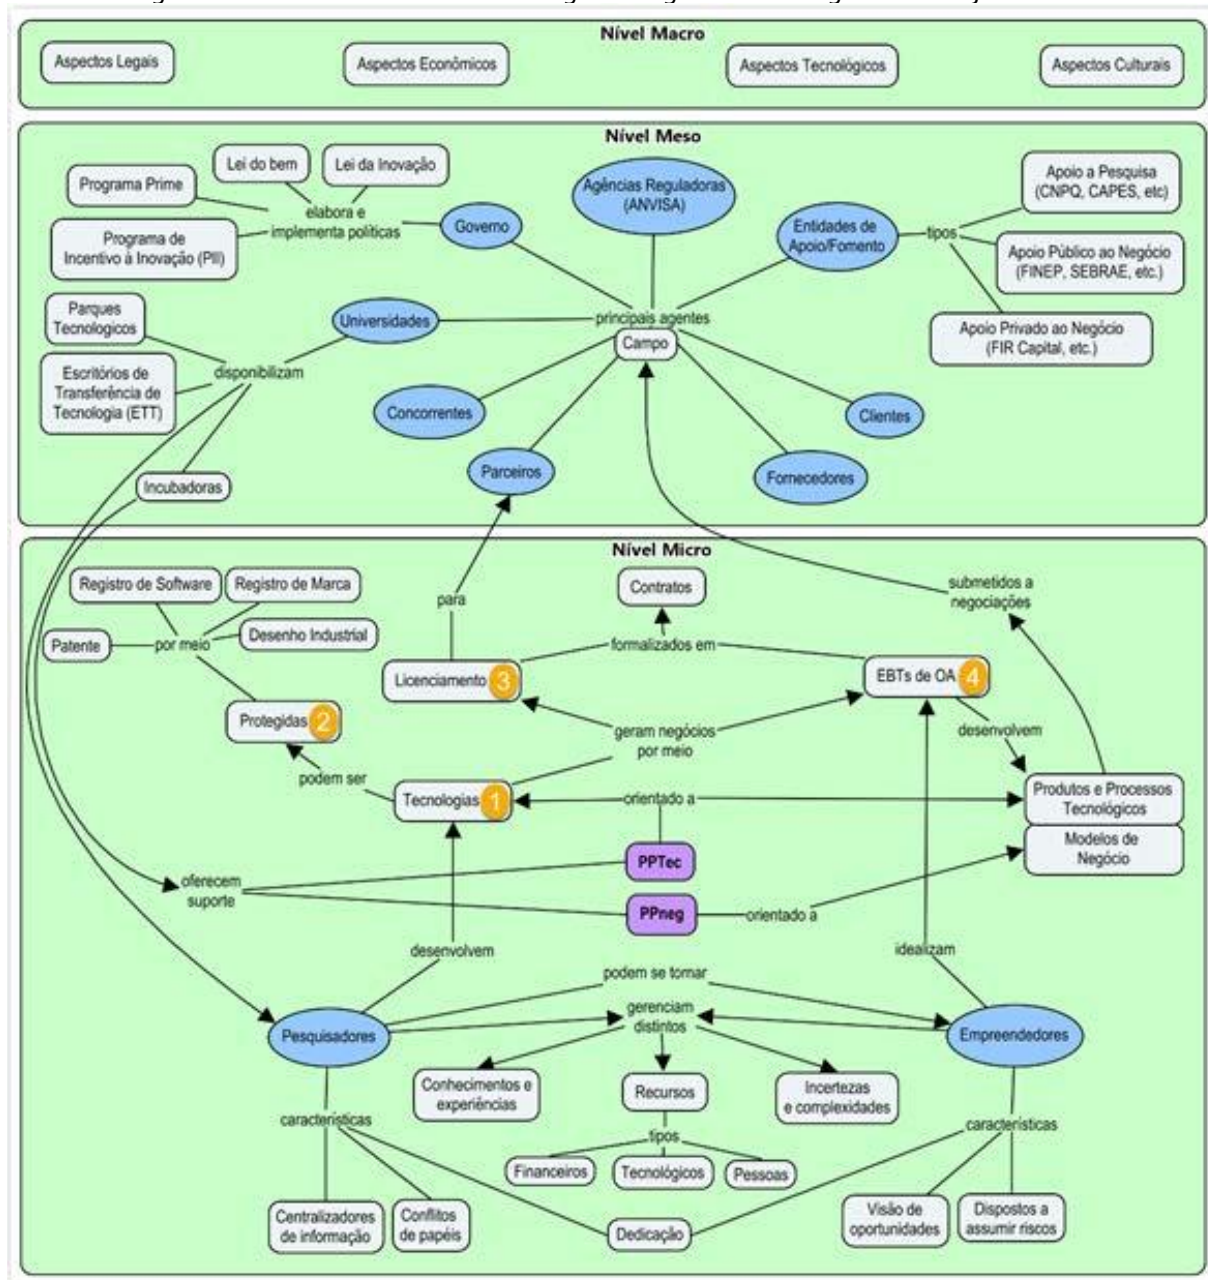 Nível Macro
Aspectos Legais
Aspectos Econômicos
Aspectos Tecnológicos
Aspectos Culturais
Nível Meso
Lei do bem
Lei da Inovação
Programa Prime
elabora e
implementa políticas
Programa de
Incentivo à Inovação (PII)
Governo
Agências Reguladoras
(ANVISA)
Entidades de
Apoio/Fomento
tipos
Apoio a Pesquisa
(CNPQ, CAPES, etc)
Apoio Público ao Negócio
(FINEP, SEBRAE, etc.)
Apoio Privado ao Negócio
(FIR Capital, etc.)
Parques
Tecnologicos
Universidades
principais agentes
Campo
Escritórios de
Transferência de
Tecnologia (ETT)
disponibilizam
Concorrentes
Clientes
Parceiros
Fornecedores
Incubadoras
Nível Micro
Registro de Software
Registro de Marca
Contratos
submetidos a
negociações
para
Patente
por meio
Desenho Industrial
formalizados em
Licenciamento 3
EBTs de OA 4
Protegidas 2
geram negócios
por meio
desenvolvem
podem ser
Tecnologias 1
orientado a
Produtos e Processos
Tecnológicos
Modelos de
Negócio
PPTec
oferecem
suporte
PPneg
orientado a
desenvolvem
idealizam
podem se tornar
gerenciam
distintos
Pesquisadores
Empreendedores
Conhecimentos e
experiências
Recursos
Incertezas
e complexidades
características
características
tipos
Financeiros
Tecnológicos
Pessoas
Centralizadores
de informação
Conflitos
de papéis
Dedicação
Visão de
oportunidades
Dispostos a
assumir riscos